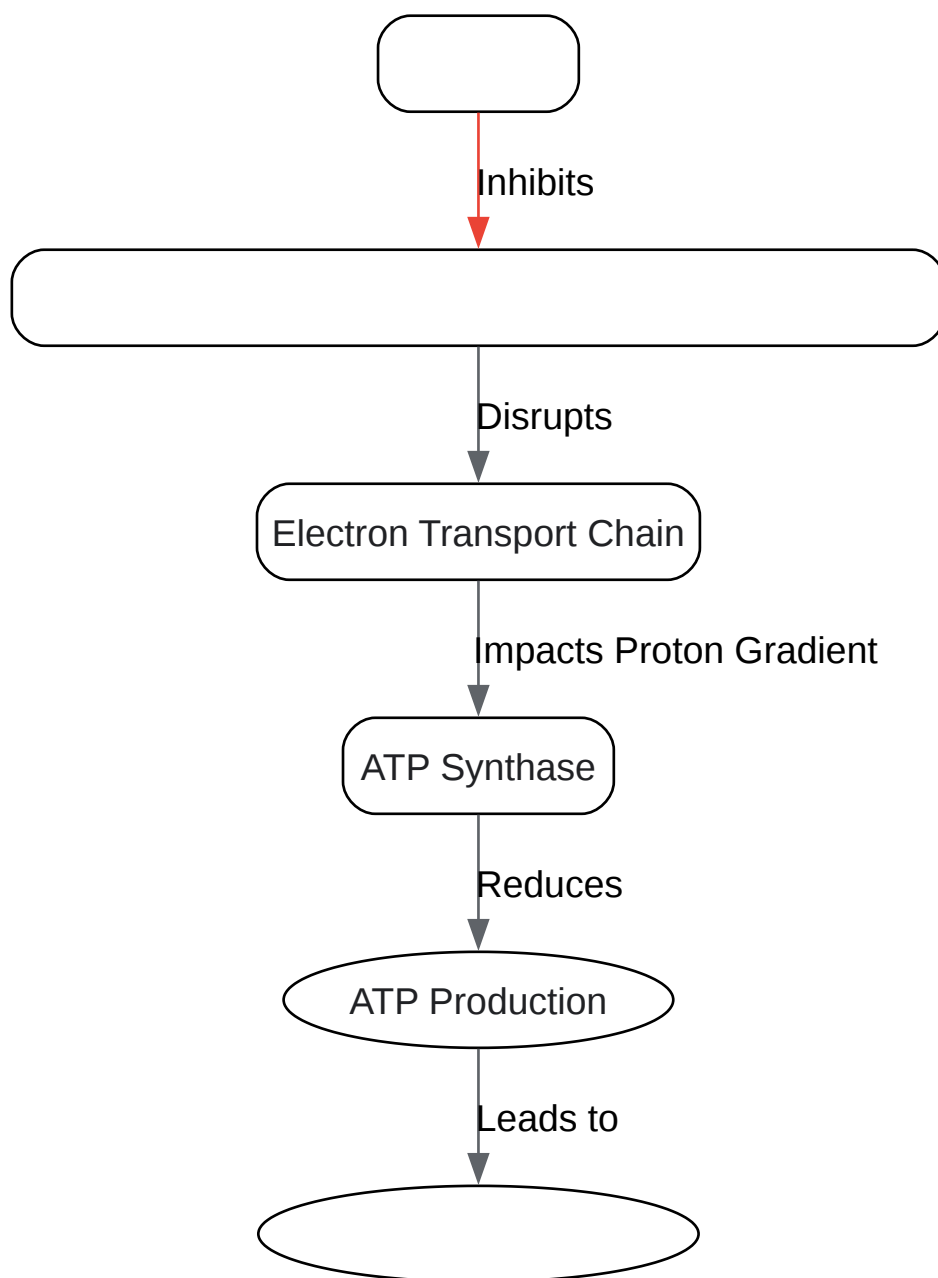 Inhibits
Disrupts
Electron Transport Chain
Impacts Proton Gradient
ATP Synthase
Reduces
ATP Production
Leads to